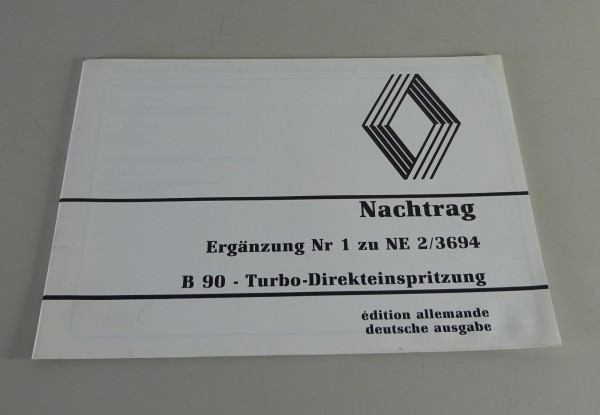 Nachtrag
Ergänzung Nr 1 zu NE 2/3694
B 90 - Turbo-Direkteinspritzung
édition allemande
deutsche ausgabe